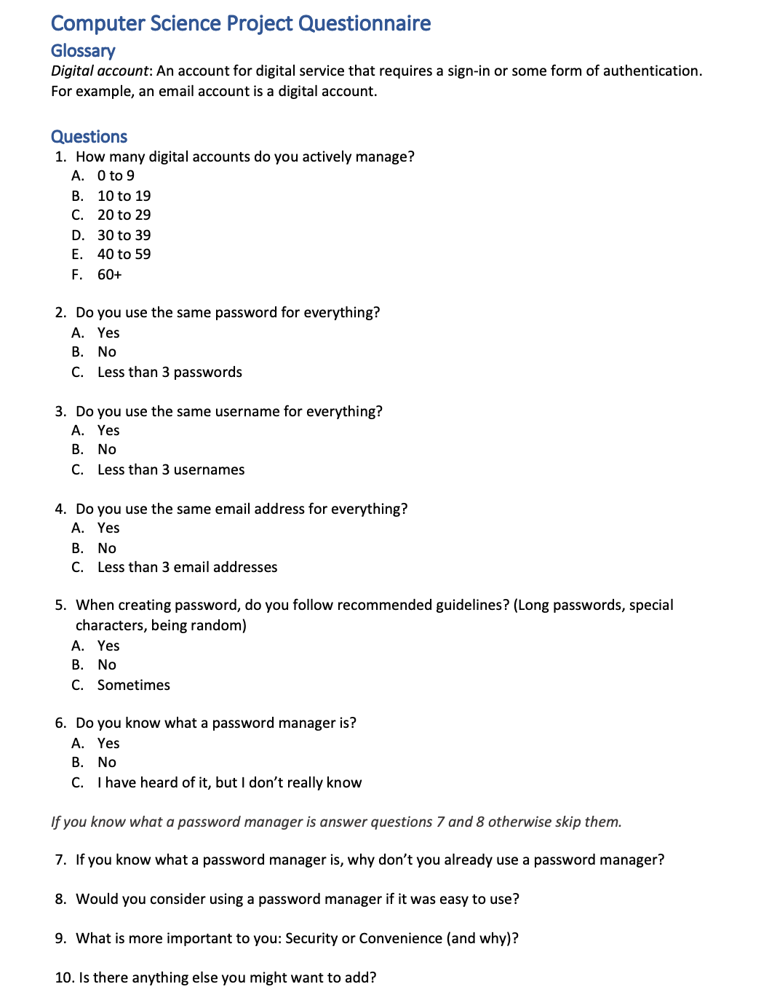 Computer Science Project Questionnaire
Glossary
Digital account: An account for digital service that requires a sign-in or some form of authentication.
For example, an email account is a digital account.
Questions
1. How many digital accounts do you actively manage?
A. 0 to 9
B. 10 to 19
C. 20 to 29
D. 30 to 39
E. 40 to 59
F. 60+
2. Do you use the same password for everything?
A. Yes
B. No
C. Less than 3 passwords
3. Do you use the same username for everything?
A. Yes
B. No
C. Less than 3 usernames
4. Do you use the same email address for everything?
A. Yes
B. No
C. Less than 3 email addresses
5. When creating password, do you follow recommended guidelines? (Long passwords, special
characters, being random)
A. Yes
B. No
C. Sometimes
6. Do you know what a password manager is?
A. Yes
B. No
C. I have heard of it, but I don’t really know
If you know what a password manager is answer questions 7 and 8 otherwise skip them.
7. If you know what a password manager is, why don’t you already use a password manager?
8. Would you consider using a password manager if it was easy to use?
9. What is more important to you: Security or Convenience (and why)?
10. Is there anything else you might want to add?